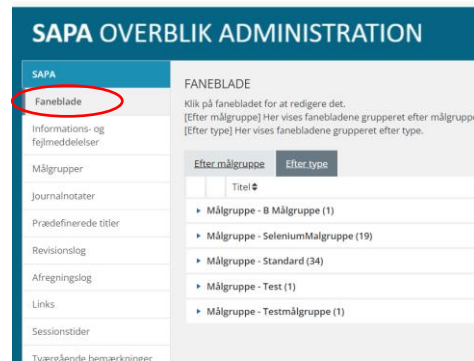 SAPA OVERBLIK ADMINISTRATION
SAPA
Faneblade
Informations- og
fejlmeddelelser
Målgrupper
Journalnotater
Prædefinerede titler
Revisionslog
Afregningslog
Links
Sessionstider
Tværgående bemærkninger
FANEBLADE
Klik på fanebladet for at redigere det.
[Efter målgruppe] Her vises fanebladene grupperet efter målgruppe
[Efter type] Her vises fanebladene grupperet efter type.
Efter målgruppe Efter type
Titel
Målgruppe - B Målgruppe (1)
Målgruppe - SeleniumMalgruppe (19)
Målgruppe - Standard (34)
Målgruppe - Test (1)
Målgruppe - Testmålgruppe (1)